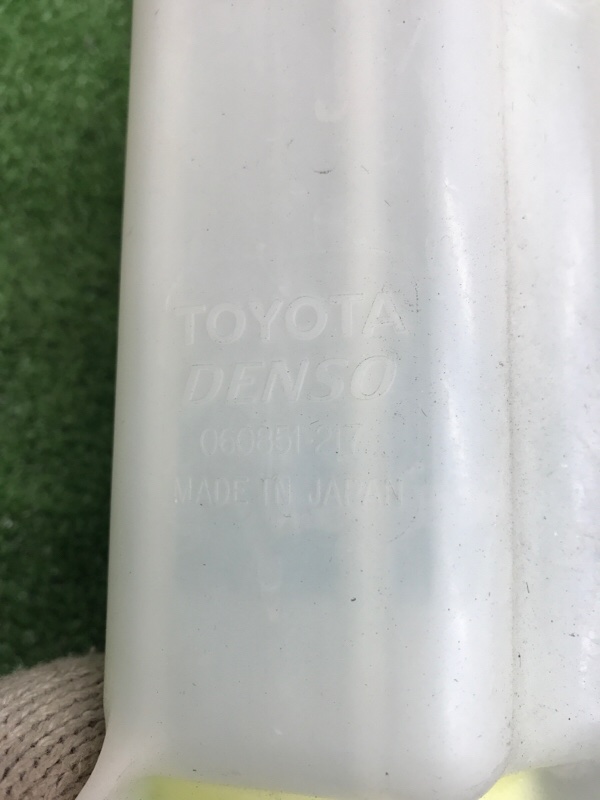 TOYOTA
DENSO
060851-217
MADE IN JAPAN